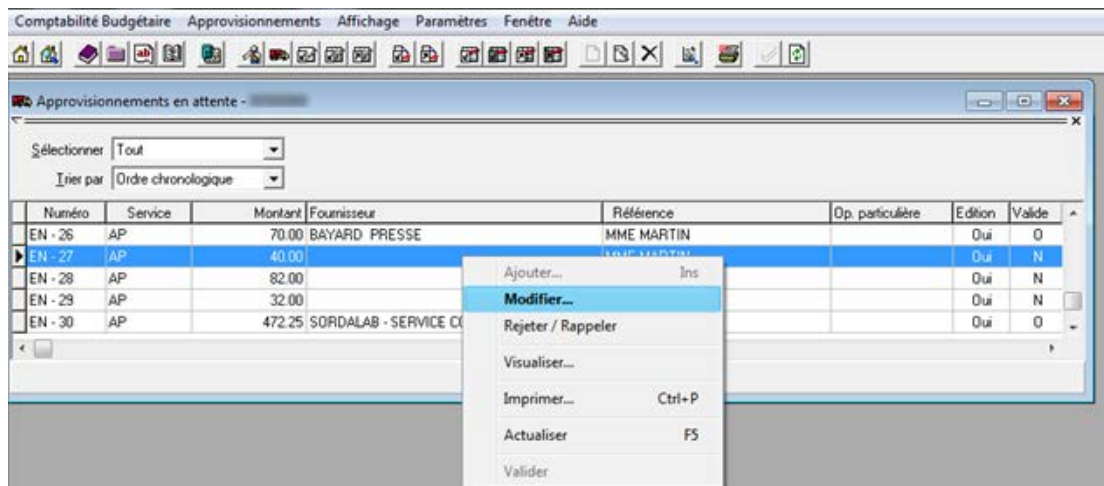 Comptabilité Budgétaire Approvisionnements Affichage Paramètres Fenêtre Aide
Approvisionnements en attente -
Sélectionner Tout
Trier par Ordre chronologique
Numéro Service Montant Fournisseur Référence Op. particulière Edition Valide
EN - 26 AP 70.00 BAYARD PRESSE MME MARTIN Oui O
EN - 27 AP 40.00 MME MARTIN Oui N
EN - 28 AP 82.00 Oui N
EN - 29 AP 32.00 Oui N
EN - 30 AP 472.25 SORDALAB - SERVICE Oui O
Ajouter... Ins
Modifier...
Rejeter / Rappeler
Visualiser...
Imprimer... Ctrl+P
Actualiser F5
Valider